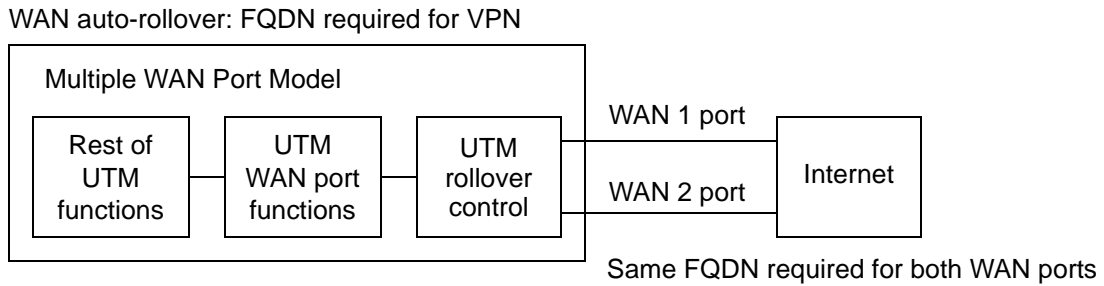 WAN auto-rollover: FQDN required for VPN
Multiple WAN Port Model
Rest of
UTM
functions
UTM
WAN port
functions
UTM
rollover
control
WAN 1 port
WAN 2 port
Internet
Same FQDN required for both WAN ports